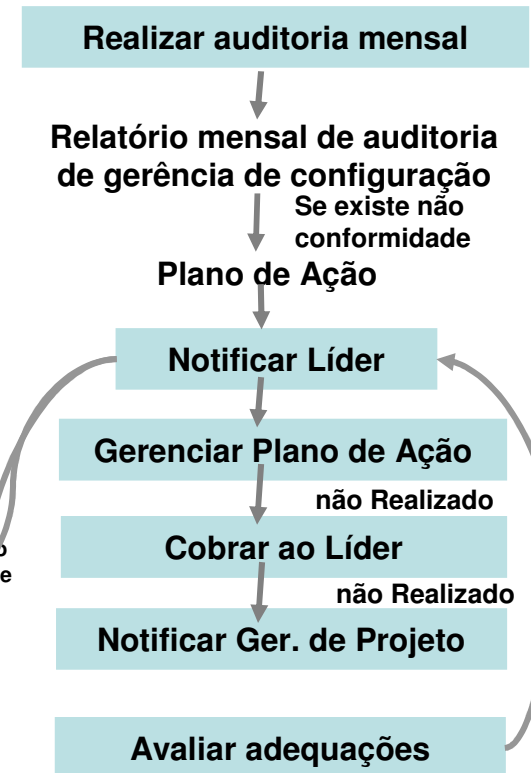 Realizar auditoria mensal
Relatório mensal de auditoria
de gerência de configuração
Se existe não
conformidade
Plano de Ação
Notificar Líder
Gerenciar Plano de Ação
não Realizado
Cobrar ao Líder
não Realizado
Notificar Ger. de Projeto
Avaliar adequações